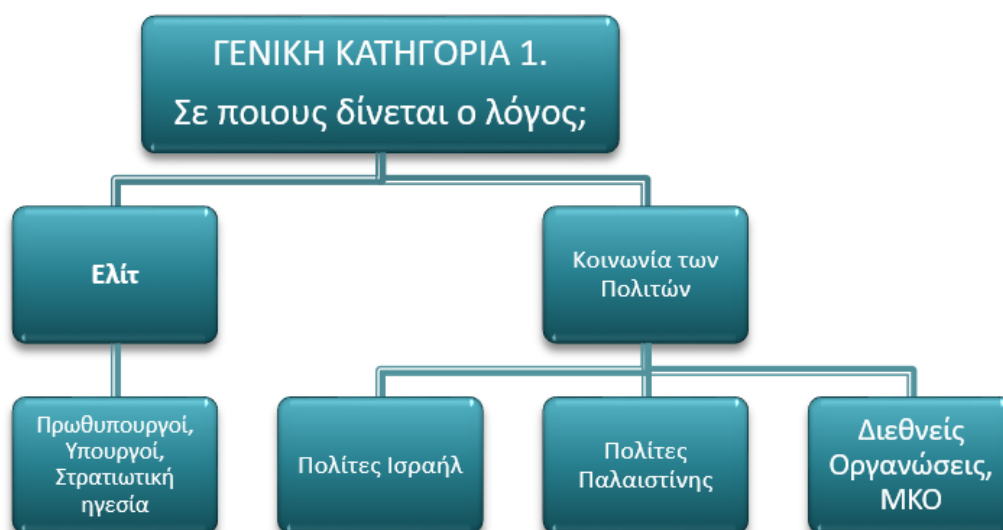 ΓΕΝΙΚΗ ΚΑΤΗΓΟΡΙΑ 1.
Σε ποιους δίνεται ο λόγος;
Ελίτ
Κοινωνία των
Πολιτών
Πρωθυπουργοί,
Υπουργοί,
Στρατιωτική
ηγεσία
Πολίτες Ισραήλ
Πολίτες
Παλαιστίνης
Διεθνείς
Οργανώσεις,
ΜΚΟ